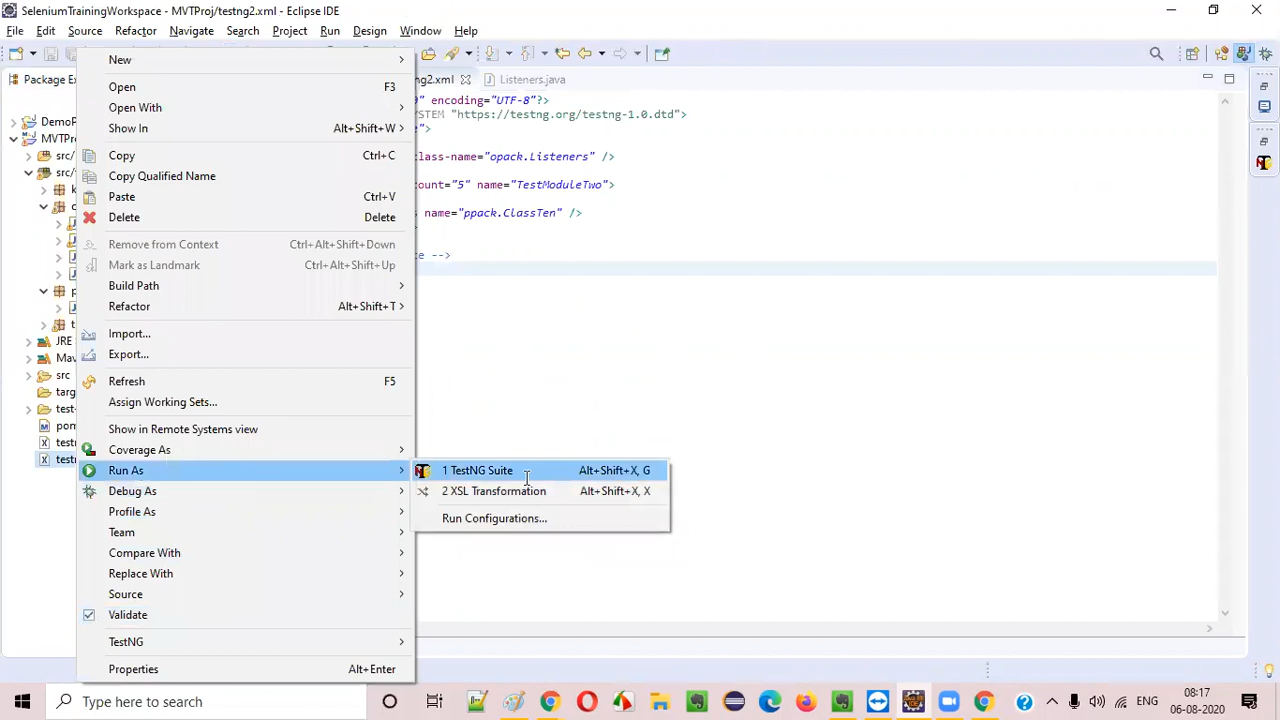 SeleniumTrainingWorkspace - MVTProj/testng2.xml - Eclipse IDE
File Edit Source Refactor Navigate Search Project Run Design Window Help
Package Ex
ng2.xml
Listeners.java
DemoP
MVTProj
src/
src/
JRE
Mav
src
targ
test-
pom
testn
testn
" encoding="UTF-8"?>
YSTEM "https://testng.org/testng-1.0.dtd">
">
class-name="opack.Listeners" />
ount="5" name="TestModuleTwo">
s name="ppack.ClassTen" />
>
te -->
New
Open F3
Open With
Show In Alt+Shift+W
Copy Ctrl+C
Copy Qualified Name
Paste Ctrl+V
Delete Delete
Remove from Context Ctrl+Alt+Shift+Down
Mark as Landmark Ctrl+Alt+Shift+Up
Build Path
Refactor Alt+Shift+T
Import...
Export...
Refresh F5
Assign Working Sets...
Show in Remote Systems view
Coverage As
Run As
Debug As
Profile As
Team
Compare With
Replace With
Source
Validate
TestNG
Properties Alt+Enter
1 TestNG Suite Alt+Shift+X, G
2 XSL Transformation Alt+Shift+X, X
Run Configurations...
Type here to search
ENG
08:17
06-08-2020